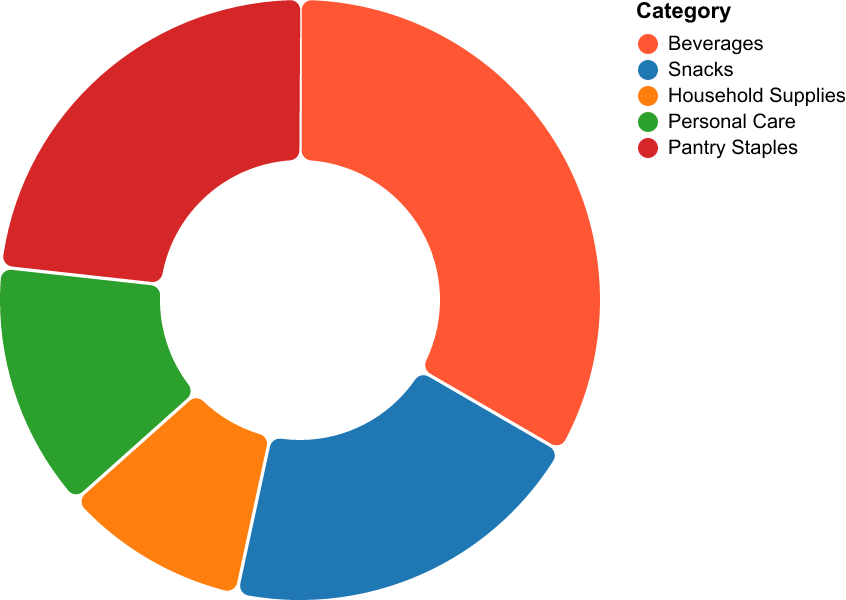 Category
Beverages
Snacks
Household Supplies
Personal Care
Pantry Staples